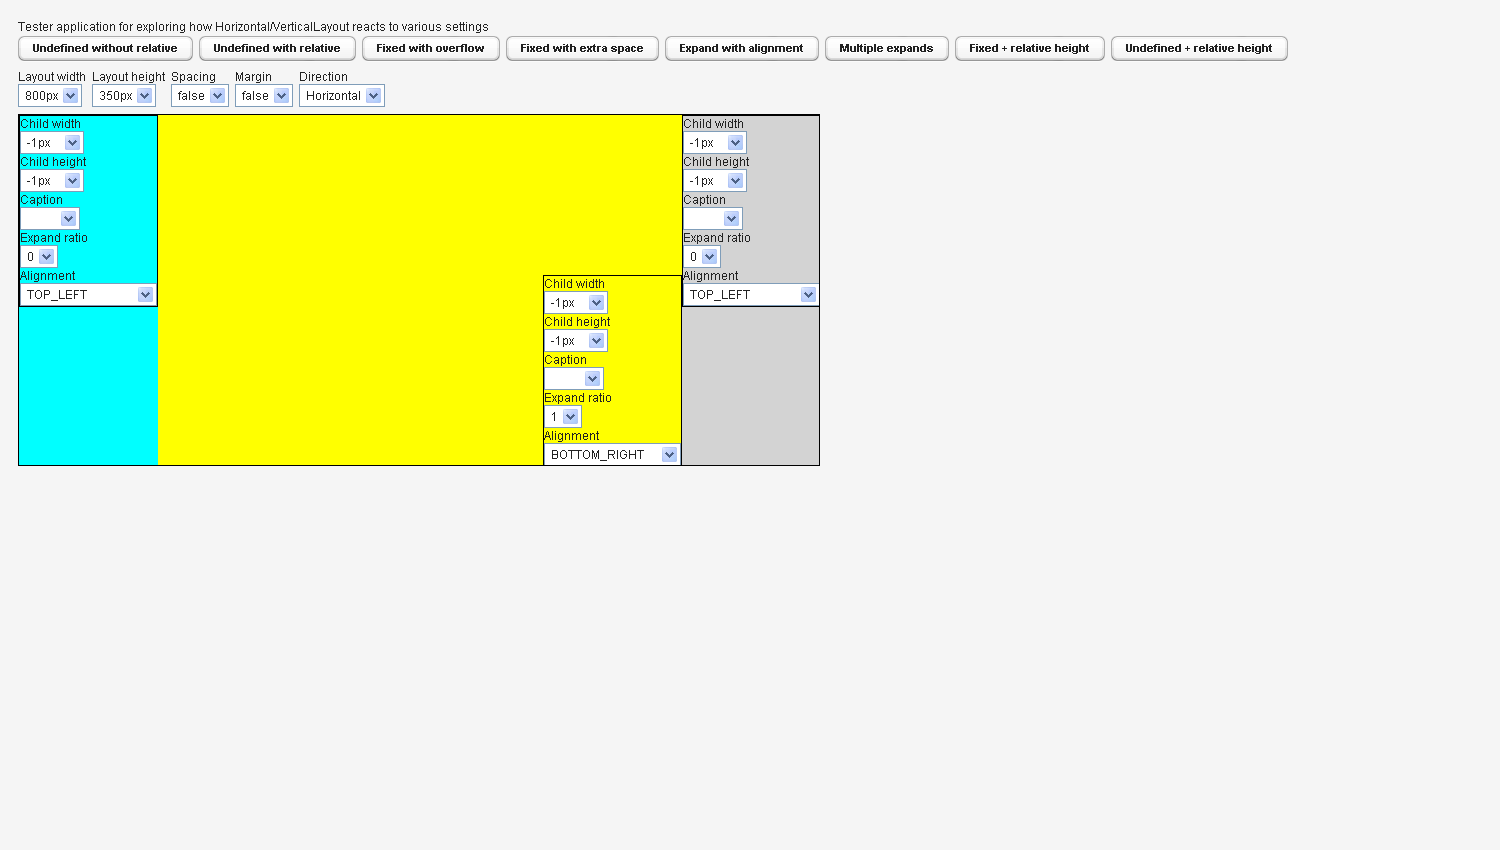 Tester application for exploring how Horizontal/VerticalLayout reacts to various settings
Undefined without relative Undefined with relative Fixed with overflow Fixed with extra space Expand with alignment Multiple expands Fixed + relative height Undefined + relative height
Layout width Layout height Spacing Margin Direction
800px 350px false false Horizontal
Child width
-1px
Child height
-1px
Caption
Expand ratio
0
Alignment
TOP_LEFT
Child width
-1px
Child height
-1px
Caption
Expand ratio
1
Alignment
BOTTOM_RIGHT
Child width
-1px
Child height
-1px
Caption
Expand ratio
0
Alignment
TOP_LEFT